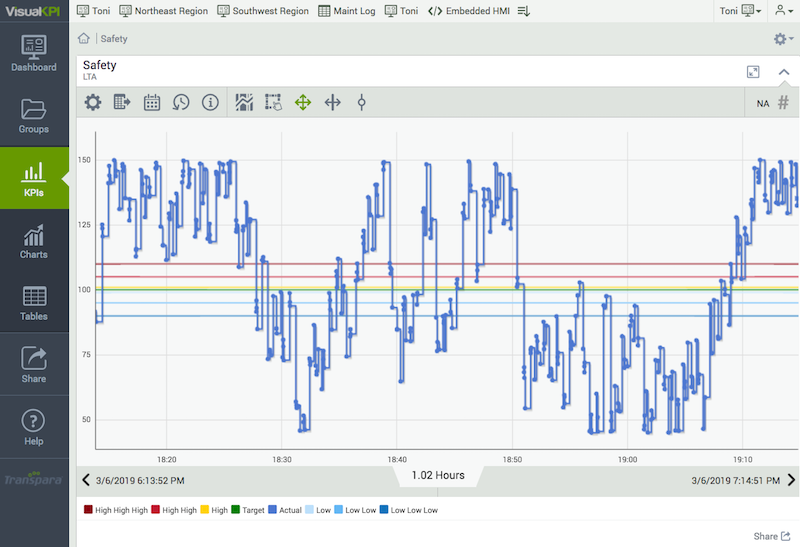 VisualKPI Toni Northeast Region Southwest Region Maint Log Toni Embedded HMI Toni
Dashboard
Groups
KPIs
Charts
Tables
Share
Help
Transpara
Safety
Safety
LTA
NA #
150
125
100
75
50
18:20 18:30 18:40 18:50 19:00 19:10
3/6/2019 6:13:52 PM 1.02 Hours 3/6/2019 7:14:51 PM
High High High High High High Target Actual Low Low Low Low Low Low
Share